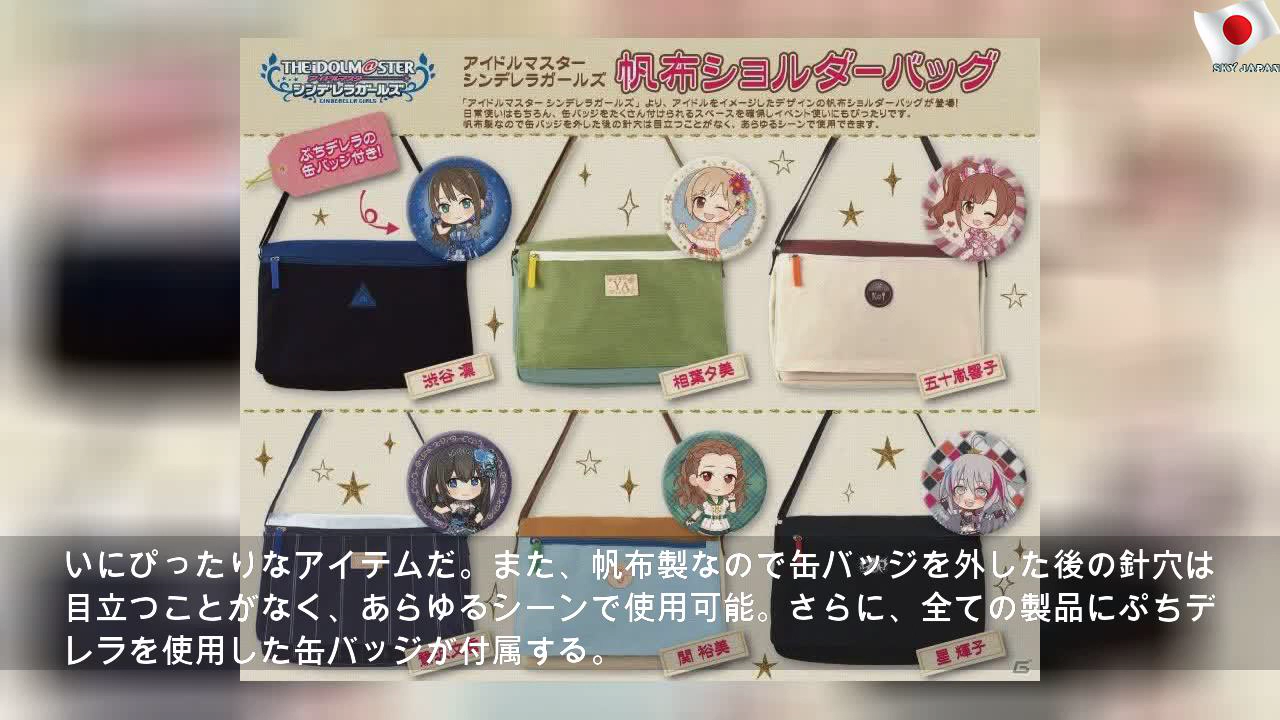 SKY JAPAN
THE iDOLM@STER
アイドルマスター
シンデレラガールズ
CINDERELLA GIRLS
アイドルマスター
シンデレラガールズ
帆布ショルダーバッグ
「アイドルマスター シンデレラガールズ」より、アイドルをイメージしたデザインの帆布ショルダーバッグが登場!
日常使いはもちろん、缶バッジをたくさん付けられるスペースを確保しイベント使いにもぴったりです。
帆布製なので缶バッジを外した後の針穴は目立つことがなく、あらゆるシーンで使用できます。
ぷちデレラの
缶バッジ付き!
YA
渋谷 凛
相葉夕美
五十嵐響子
いにぴったりなアイテムだ。また、帆布製なので缶バッジを外した後の針穴は
目立つことがなく、あらゆるシーンで使用可能。さらに、全ての製品にぷちデ
レラを使用した缶バッジが付属する。
関 裕美
星 輝子
G